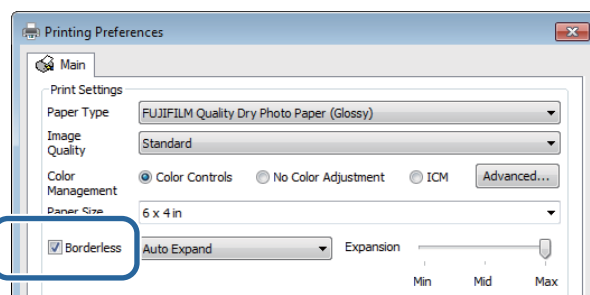 Printing Preferences
Main
Print Settings
Paper Type FUJIFILM Quality Dry Photo Paper (Glossy)
Image
Quality Standard
Color
Management Color Controls No Color Adjustment ICM Advanced...
Paper Size 6 x 4 in
Borderless Auto Expand Expansion
Min Mid Max